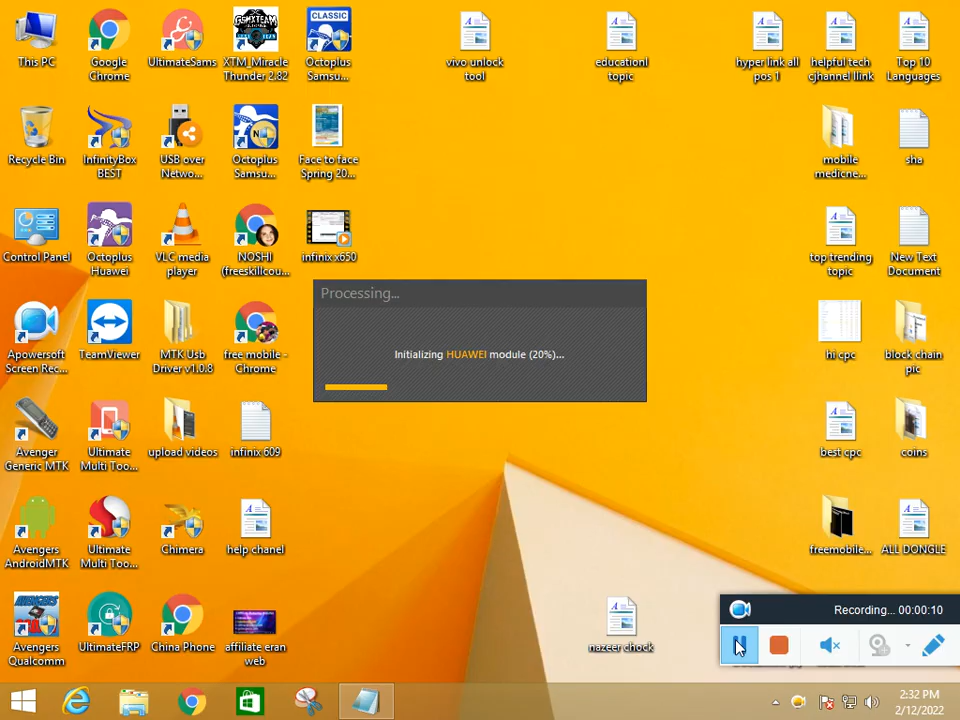 This PC
Google
Chrome
UltimateSams
XTM_Miracle
Thunder 2.82
CLASSIC
Octoplus
Samsu...
vivo unlock
tool
educationl
topic
hyper link all
pos 1
helpful tech
cjhannel llink
Top 10
Languages
Recycle Bin
InfinityBox
BEST
USB over
Netwo...
Octoplus
Samsu...
Face to face
Spring 20...
mobile
medicne...
sha
Control Panel
Octoplus
Huawei
VLC media
player
NOSHI
(freeskillcou...
infinix x650
top trending
topic
New Text
Document
Processing...
Initializing HUAWEI module (20%)...
Apowersoft
Screen Rec...
TeamViewer
MTK Usb
Driver v1.0.8
free mobile -
Chrome
hi cpc
block chain
pic
Avenger
Generic MTK
Ultimate
Multi Too...
upload videos
infinix 609
best cpc
coins
Avengers
AndroidMTK
Ultimate
Multi Too...
Chimera
help chanel
freemobile...
ALL DONGLE
AVENGERS
Avengers
Qualcomm
UltimateFRP
China Phone
affiliate eran
web
nazeer chock
Recording... 00:00:10
2:32 PM
2/12/2022